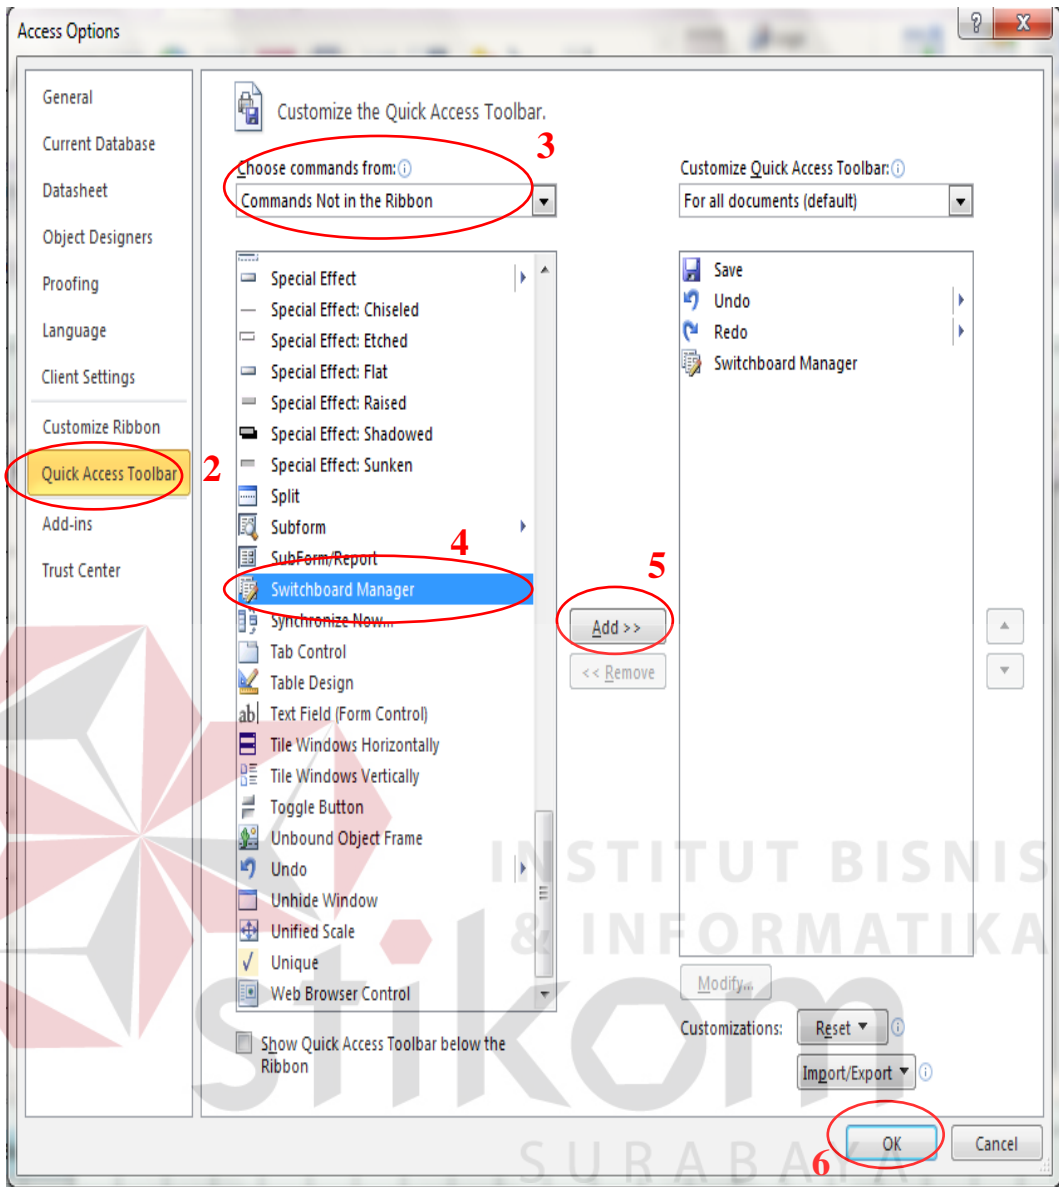 Access Options
General
Current Database
Datasheet
Object Designers
Proofing
Language
Client Settings
Customize Ribbon
Quick Access Toolbar
2
Add-ins
Trust Center
Customize the Quick Access Toolbar.
3
Choose commands from:
Commands Not in the Ribbon
Special Effect
Special Effect: Chiseled
Special Effect: Etched
Special Effect: Flat
Special Effect: Raised
Special Effect: Shadowed
Special Effect: Sunken
Split
Subform
4
SubForm/Report
Switchboard Manager
Synchronize Now...
Tab Control
Table Design
ab| Text Field (Form Control)
Tile Windows Horizontally
Tile Windows Vertically
Toggle Button
Unbound Object Frame
Undo
Unhide Window
Unified Scale
Unique
Web Browser Control
Show Quick Access Toolbar below the
Ribbon
5
Add >>
<< Remove
Customize Quick Access Toolbar:
For all documents (default)
Save
Undo
Redo
Switchboard Manager
Modify...
Customizations:
Reset
Import/Export
6
OK
Cancel
INSTITUT BISNIS
& INFORMATIKA
stikom
SURABAYA